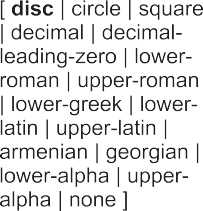 [ disc | circle | square
| decimal | decimal-
leading-zero | lower-
roman | upper-roman
| lower-greek | lower-
latin | upper-latin |
armenian | georgian |
lower-alpha | upper-
alpha | none ]